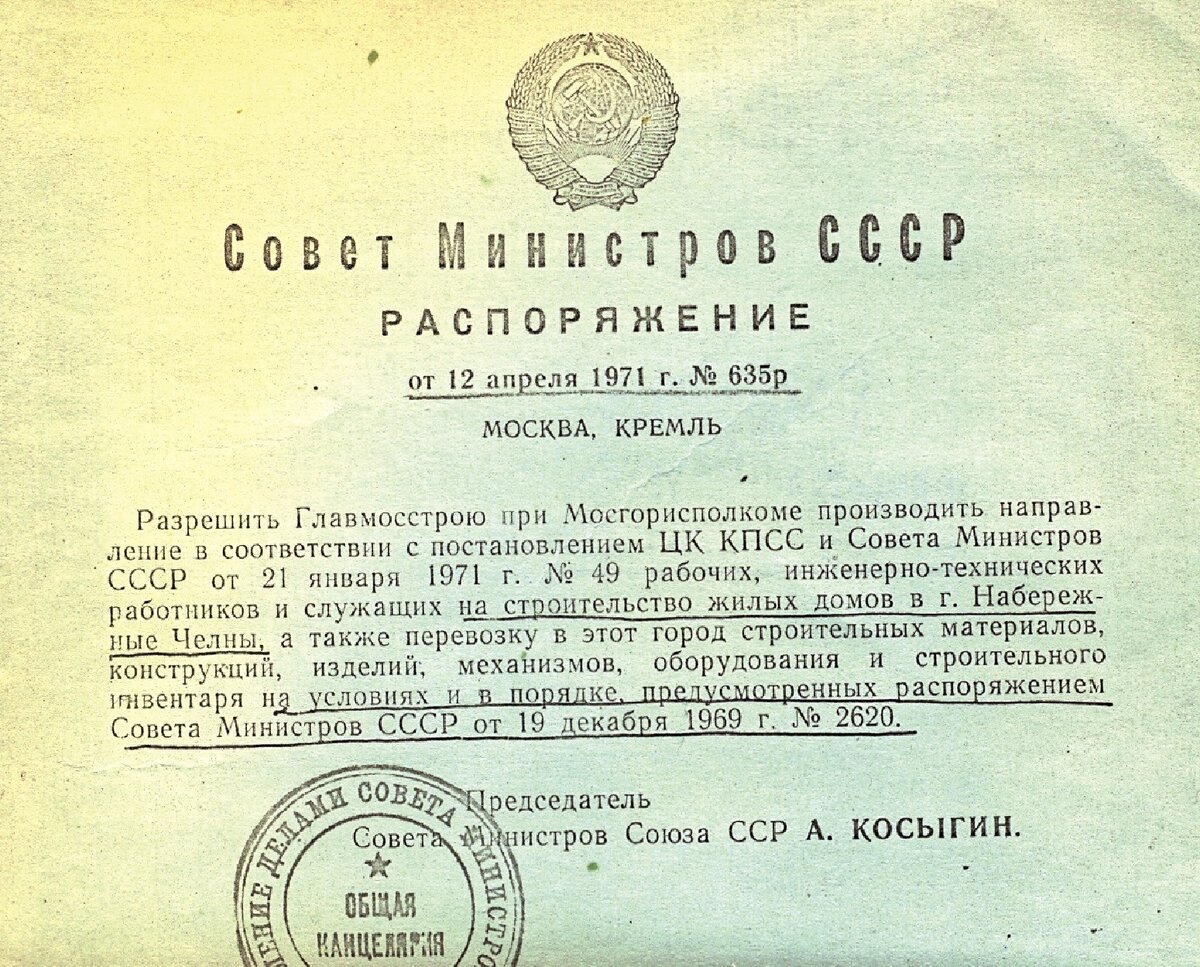 Совет Министров СССР
РАСПОРЯЖЕНИЕ
от 12 апреля 1971 г. № 635р
МОСКВА, КРЕМЛЬ
Разрешить Главмосстрою при Мосгорисполкоме производить направ-
ление в соответствии с постановлением ЦК КПСС и Совета Министров
СССР от 21 января 1971 г. № 49 рабочих, инженерно-технических
работников и служащих на строительство жилых домов в г. Набереж-
ные Челны, а также перевозку в этот город строительных материалов,
конструкций, изделий, механизмов, оборудования и строительного
инвентаря на условиях и в порядке, предусмотренных распоряжением
Совета Министров СССР от 19 декабря 1969 г. № 2620.
Председатель
Совета Министров Союза ССР А. КОСЫГИН.
ЛЕНИЕ ДЕЛАМИ СОВЕТА МИНИСТРО
ОБЩАЯ
КАНЦЕЛЯРИЯ